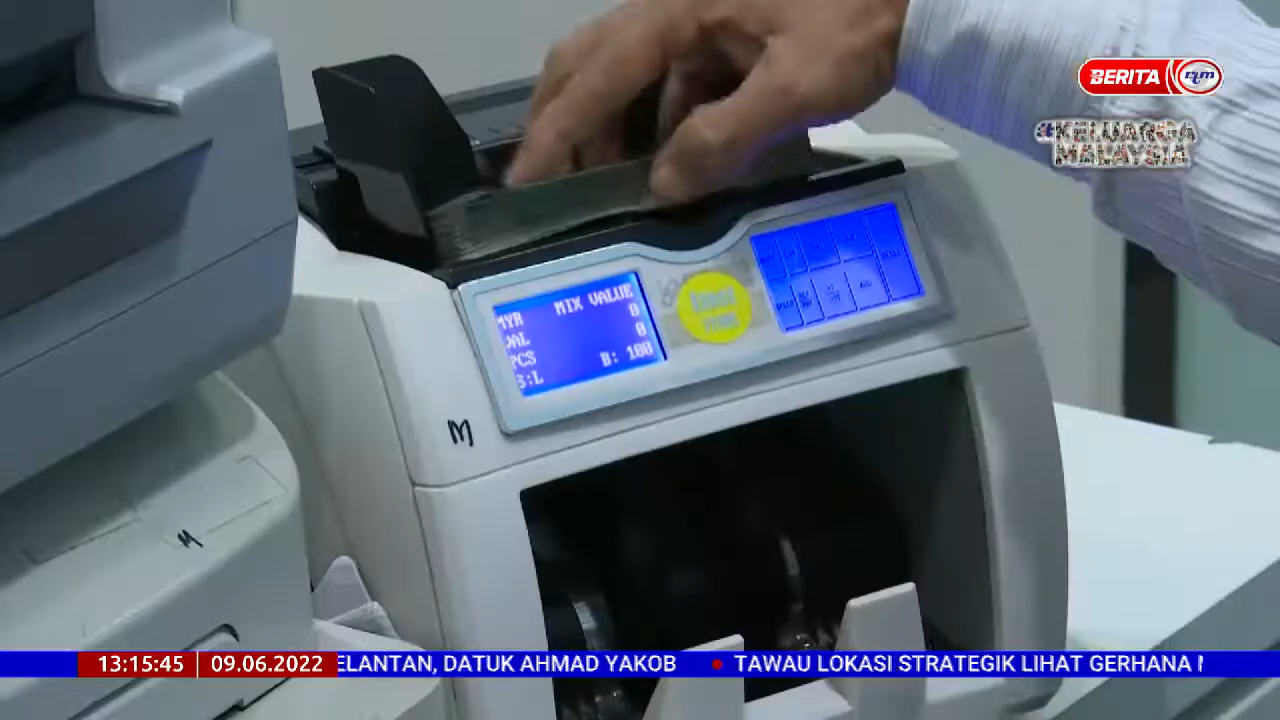 BERITA rtm
#KELUARGA
MALAYSIA
MIX VALUE
MYR 0
VAL 0
PCS B: 100
S:L
M
M
13:15:45 09.06.2022 ELANTAN, DATUK AHMAD YAKOB • TAWAU LOKASI STRATEGIK LIHAT GERHANA